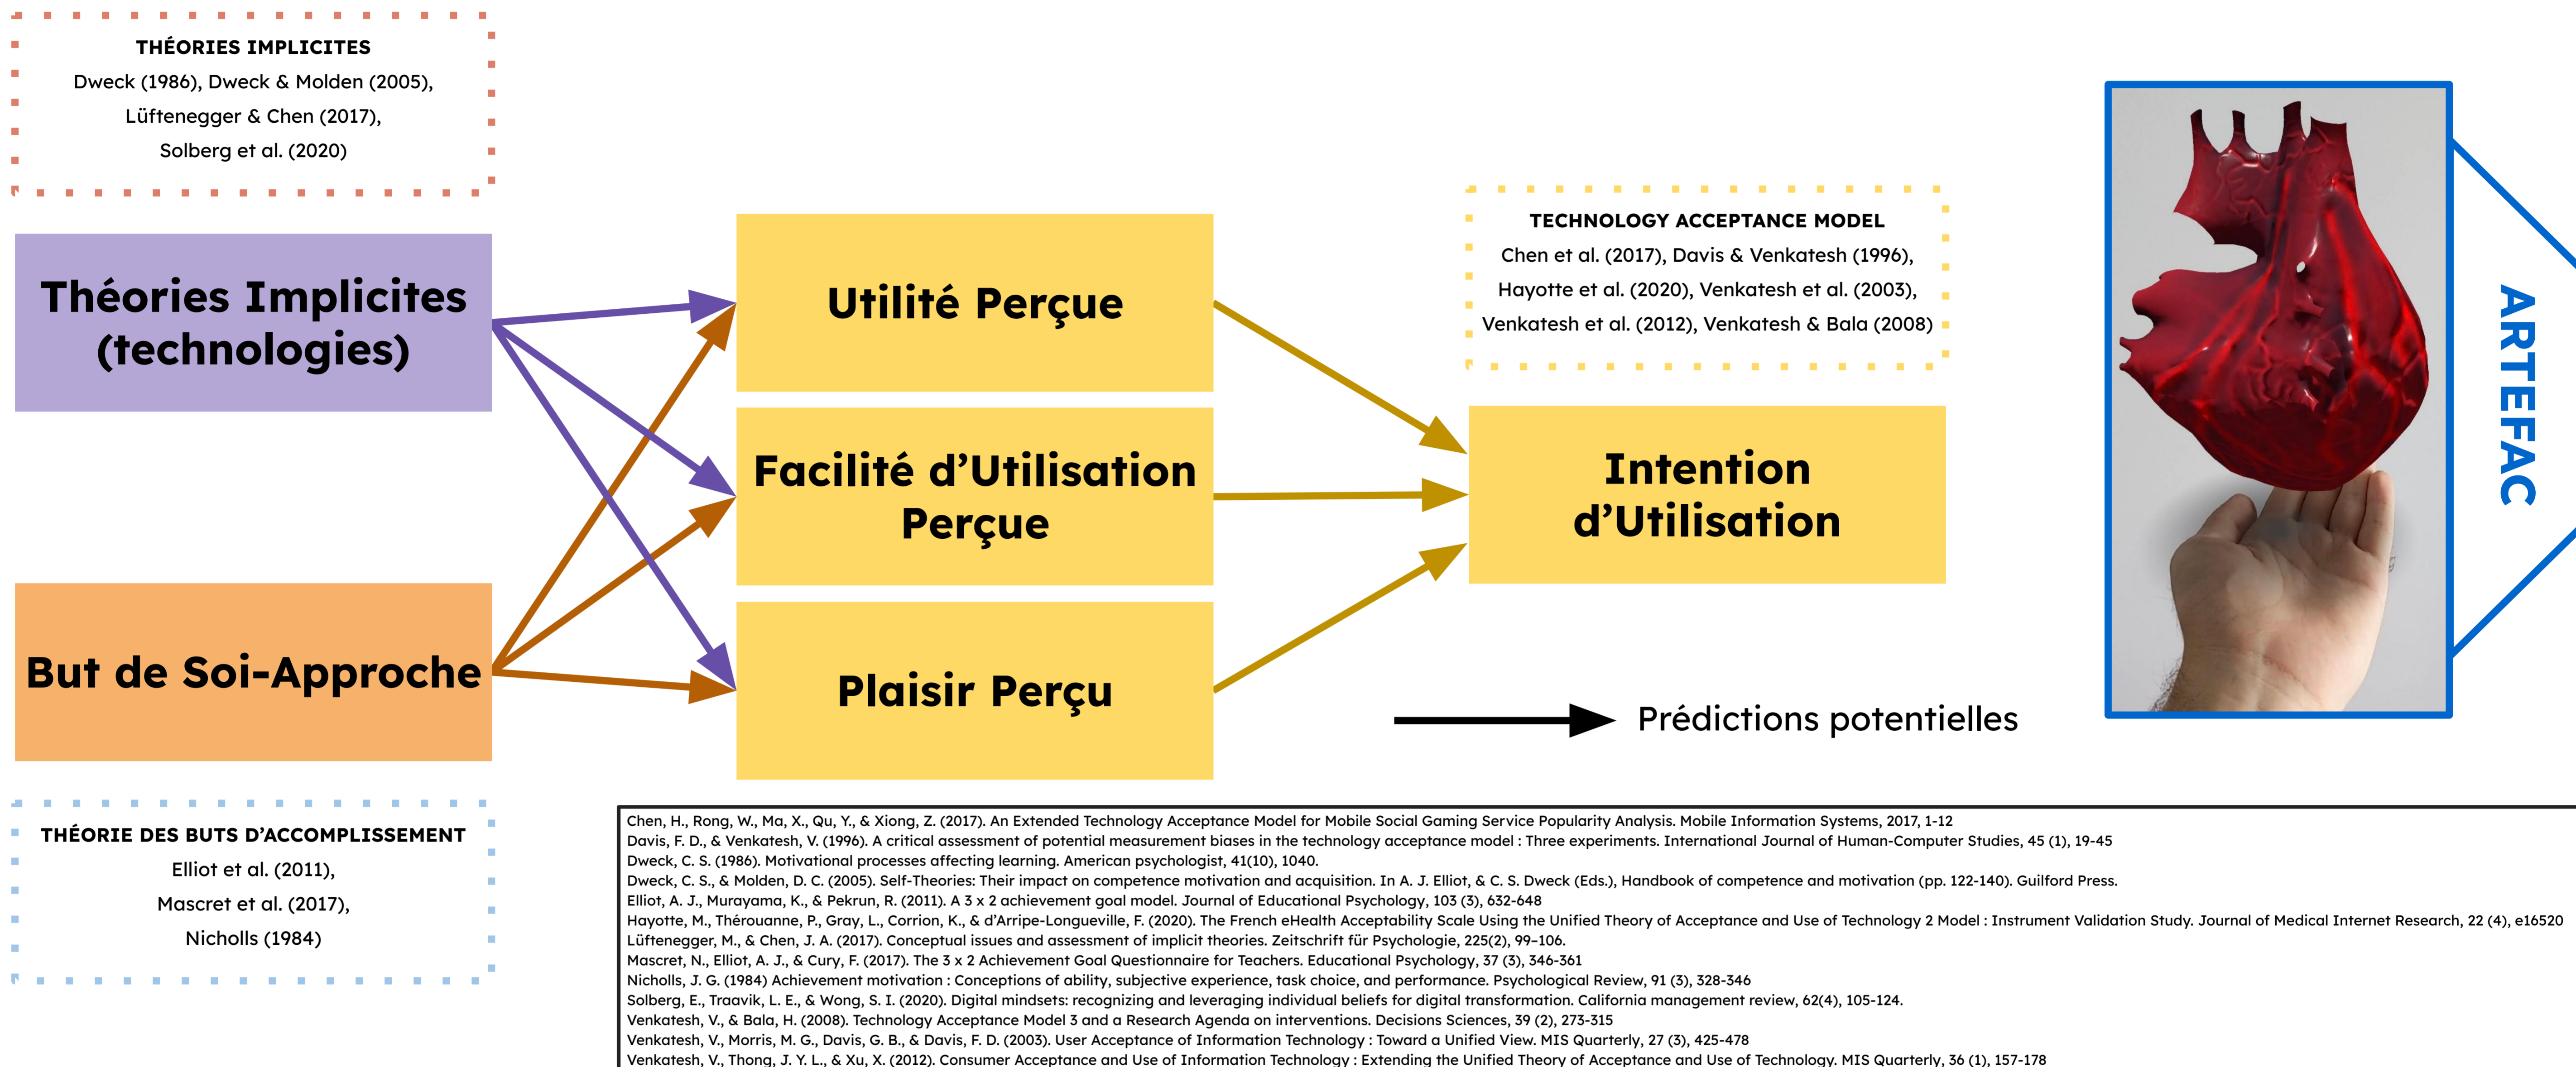 THÉORIES IMPLICITES
Dweck (1986), Dweck & Molden (2005),
Lüftenegger & Chen (2017),
Solberg et al. (2020)
Théories Implicites
(technologies)
But de Soi-Approche
THÉORIE DES BUTS D’ACCOMPLISSEMENT
Elliot et al. (2011),
Mascret et al. (2017),
Nicholls (1984)
Utilité Perçue
Facilité d’Utilisation
Perçue
Plaisir Perçu
TECHNOLOGY ACCEPTANCE MODEL
Chen et al. (2017), Davis & Venkatesh (1996),
Hayotte et al. (2020), Venkatesh et al. (2003),
Venkatesh et al. (2012), Venkatesh & Bala (2008)
Intention
d’Utilisation
Prédictions potentielles
ARTEFAC
Chen, H., Rong, W., Ma, X., Qu, Y., & Xiong, Z. (2017). An Extended Technology Acceptance Model for Mobile Social Gaming Service Popularity Analysis. Mobile Information Systems, 2017, 1-12
Davis, F. D., & Venkatesh, V. (1996). A critical assessment of potential measurement biases in the technology acceptance model : Three experiments. International Journal of Human-Computer Studies, 45 (1), 19-45
Dweck, C. S. (1986). Motivational processes affecting learning. American psychologist, 41(10), 1040.
Dweck, C. S., & Molden, D. C. (2005). Self-Theories: Their impact on competence motivation and acquisition. In A. J. Elliot, & C. S. Dweck (Eds.), Handbook of competence and motivation (pp. 122-140). Guilford Press.
Elliot, A. J., Murayama, K., & Pekrun, R. (2011). A 3 x 2 achievement goal model. Journal of Educational Psychology, 103 (3), 632-648
Hayotte, M., Thérouanne, P., Gray, L., Corrion, K., & d’Arripe-Longueville, F. (2020). The French eHealth Acceptability Scale Using the Unified Theory of Acceptance and Use of Technology 2 Model : Instrument Validation Study. Journal of Medical Internet Research, 22 (4), e16520
Lüftenegger, M., & Chen, J. A. (2017). Conceptual issues and assessment of implicit theories. Zeitschrift für Psychologie, 225(2), 99–106.
Mascret, N., Elliot, A. J., & Cury, F. (2017). The 3 x 2 Achievement Goal Questionnaire for Teachers. Educational Psychology, 37 (3), 346-361
Nicholls, J. G. (1984) Achievement motivation : Conceptions of ability, subjective experience, task choice, and performance. Psychological Review, 91 (3), 328-346
Solberg, E., Traavik, L. E., & Wong, S. I. (2020). Digital mindsets: recognizing and leveraging individual beliefs for digital transformation. California management review, 62(4), 105-124.
Venkatesh, V., & Bala, H. (2008). Technology Acceptance Model 3 and a Research Agenda on interventions. Decisions Sciences, 39 (2), 273-315
Venkatesh, V., Morris, M. G., Davis, G. B., & Davis, F. D. (2003). User Acceptance of Information Technology : Toward a Unified View. MIS Quarterly, 27 (3), 425-478
Venkatesh, V., Thong, J. Y. L., & Xu, X. (2012). Consumer Acceptance and Use of Information Technology : Extending the Unified Theory of Acceptance and Use of Technology. MIS Quarterly, 36 (1), 157-178